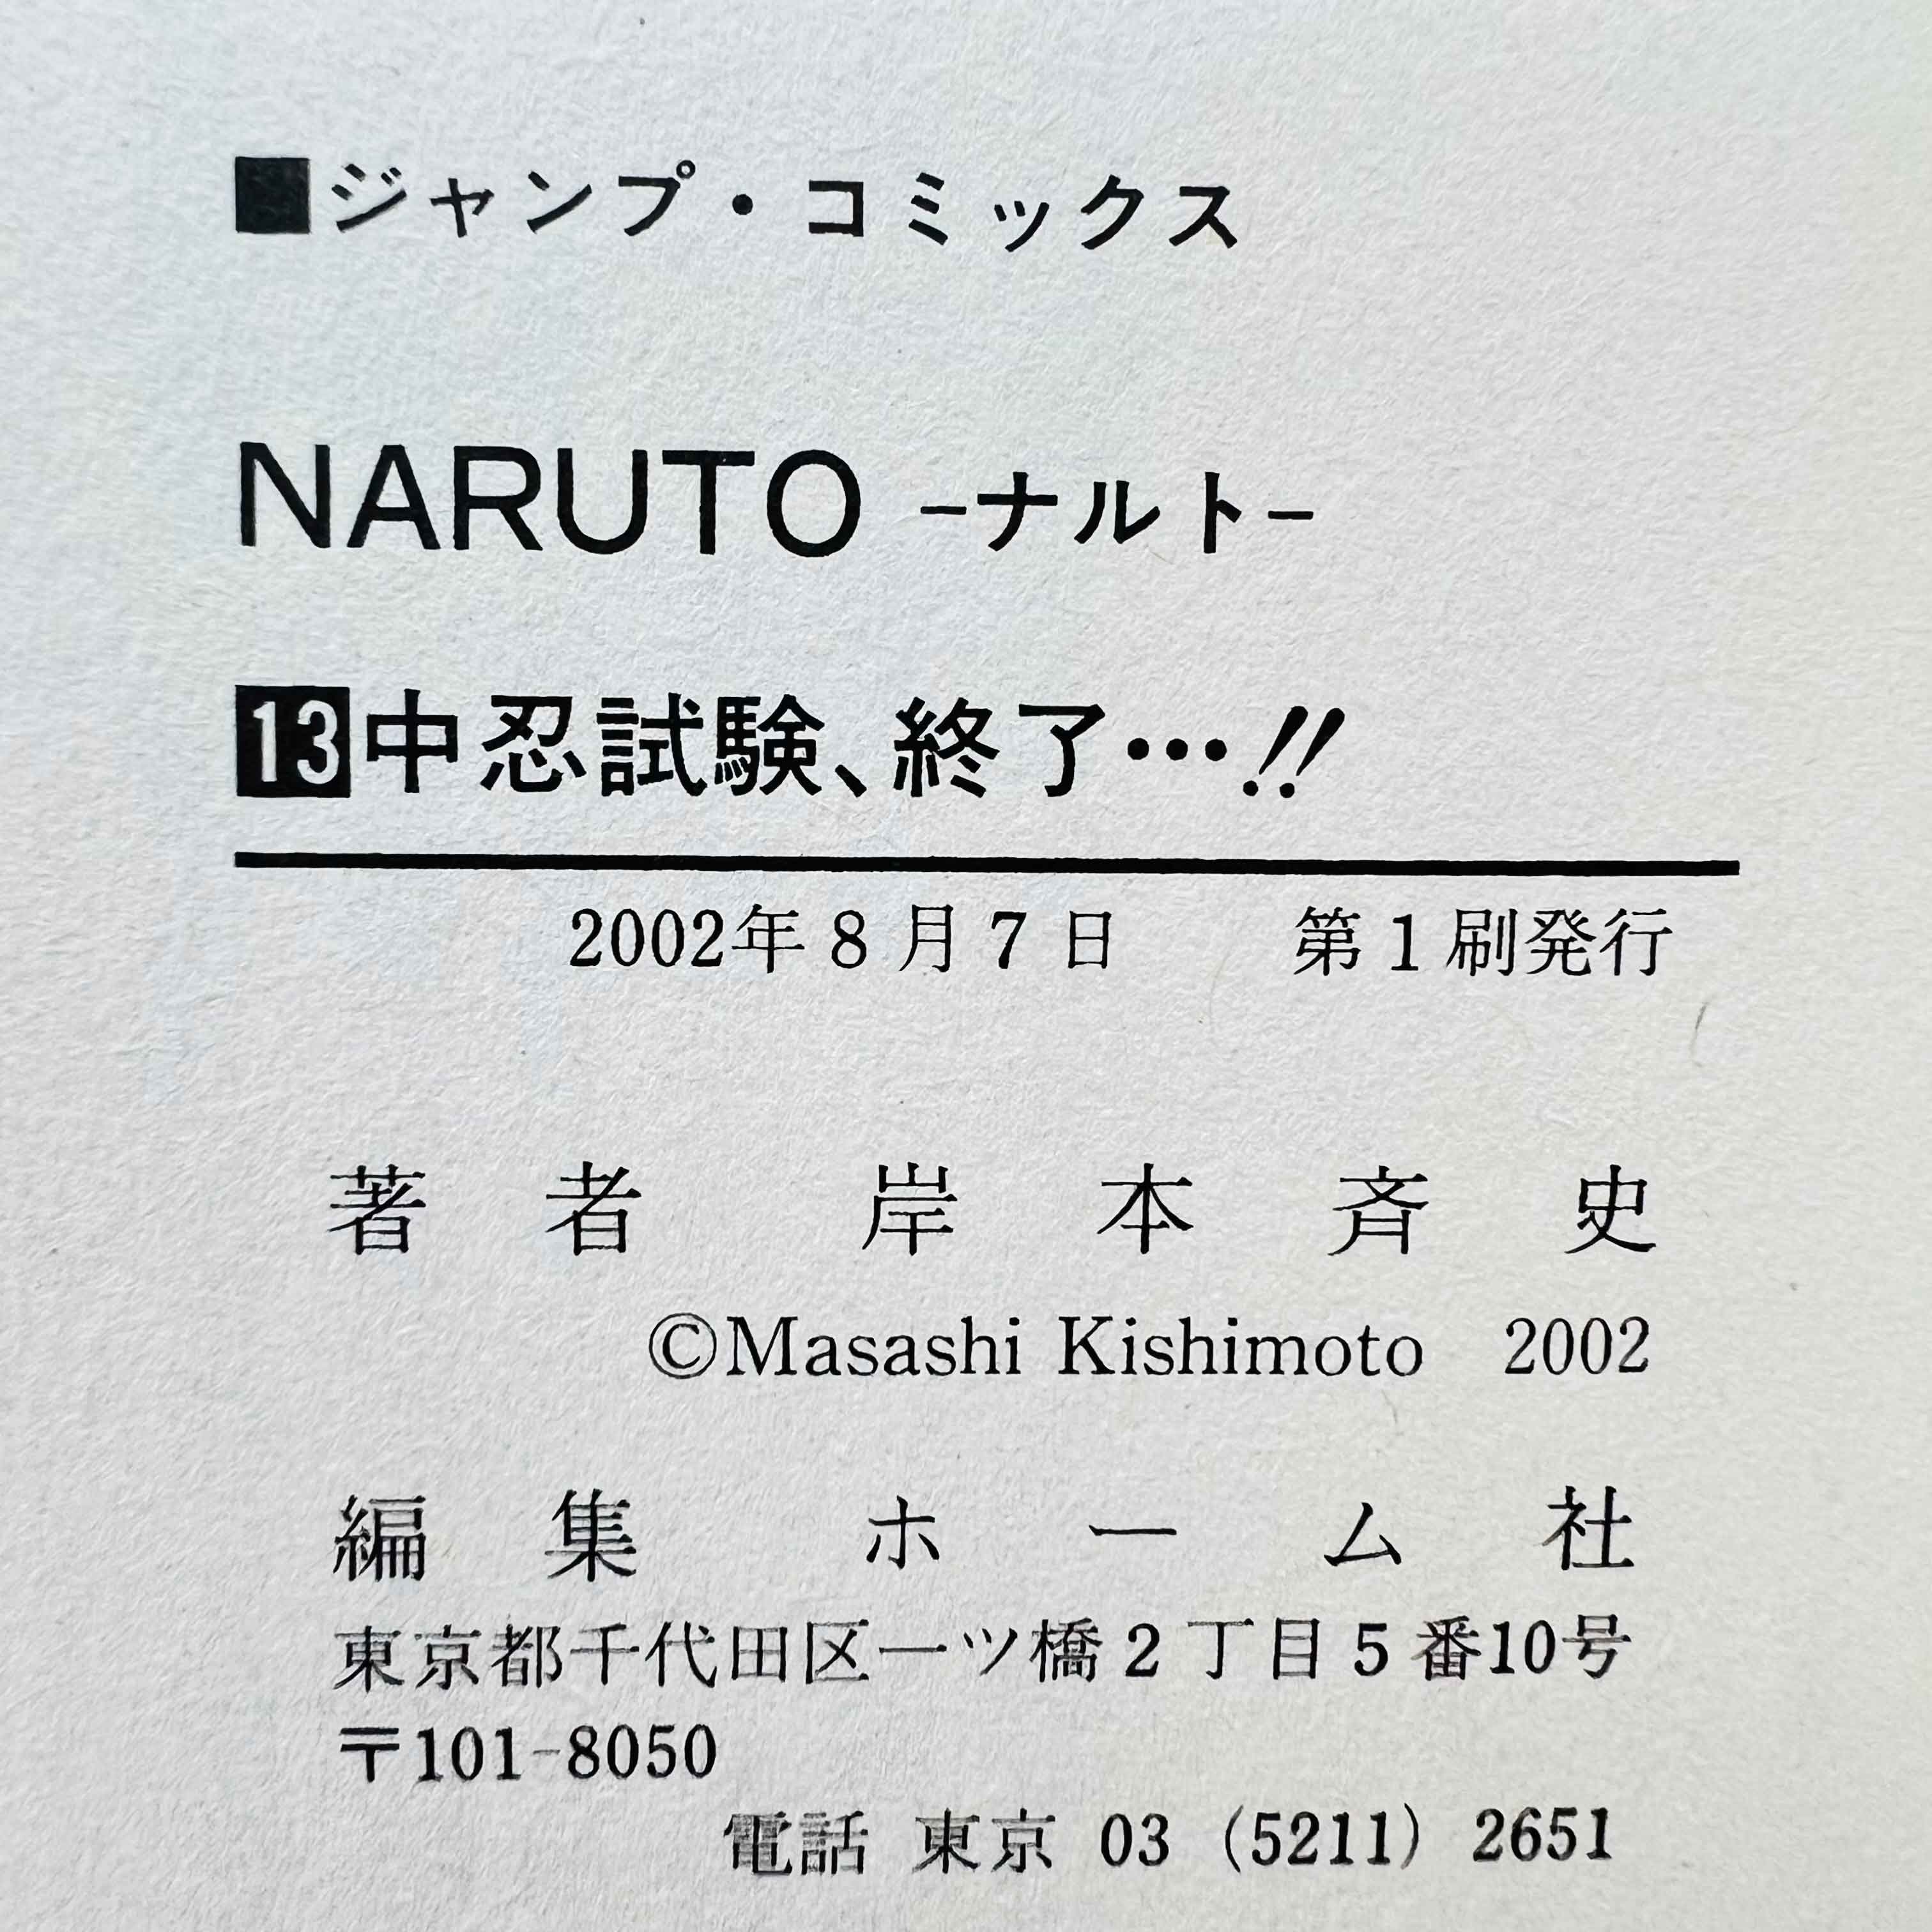 ■ジャンプ・コミックス
NARUTO -ナルト-
13中忍試験、終了…!!
2002年8月7日　第1刷発行
著者　岸本斉史
©Masashi Kishimoto 2002
編集　ホーム社
東京都千代田区一ツ橋2丁目5番10号
〒101-8050
電話 東京 03 (5211) 2651